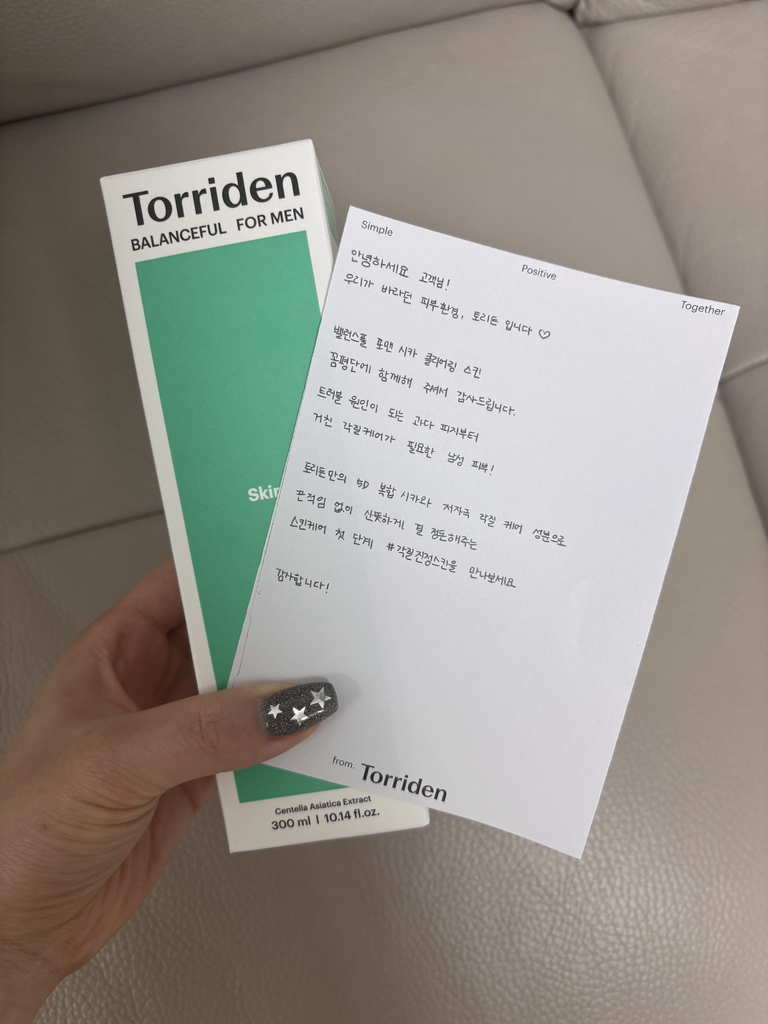 Torriden
BALANCEFUL FOR MEN
Skin
Centella Asiatica Extract
300 ml | 10.14 fl.oz.
Simple
Positive
Together
안녕하세요 고객님!
우리가 바라던 피부환경, 토리든 입니다 ♡
밸런스풀 포맨 시카 클리어링 스킨
꼼평단에 함께해 주셔서 감사드립니다.
트러블 원인이 되는 과다 피지부터
거친 각질케어가 필요한 남성 피부!
토리든만의 5D 복합 시카와 저자극 각질 케어 성분으로
끈적임 없이 산뜻하게 결 정돈해주는
스킨케어 첫 단계 #각질진정스킨을 만나보세요
감사합니다!
from. Torriden